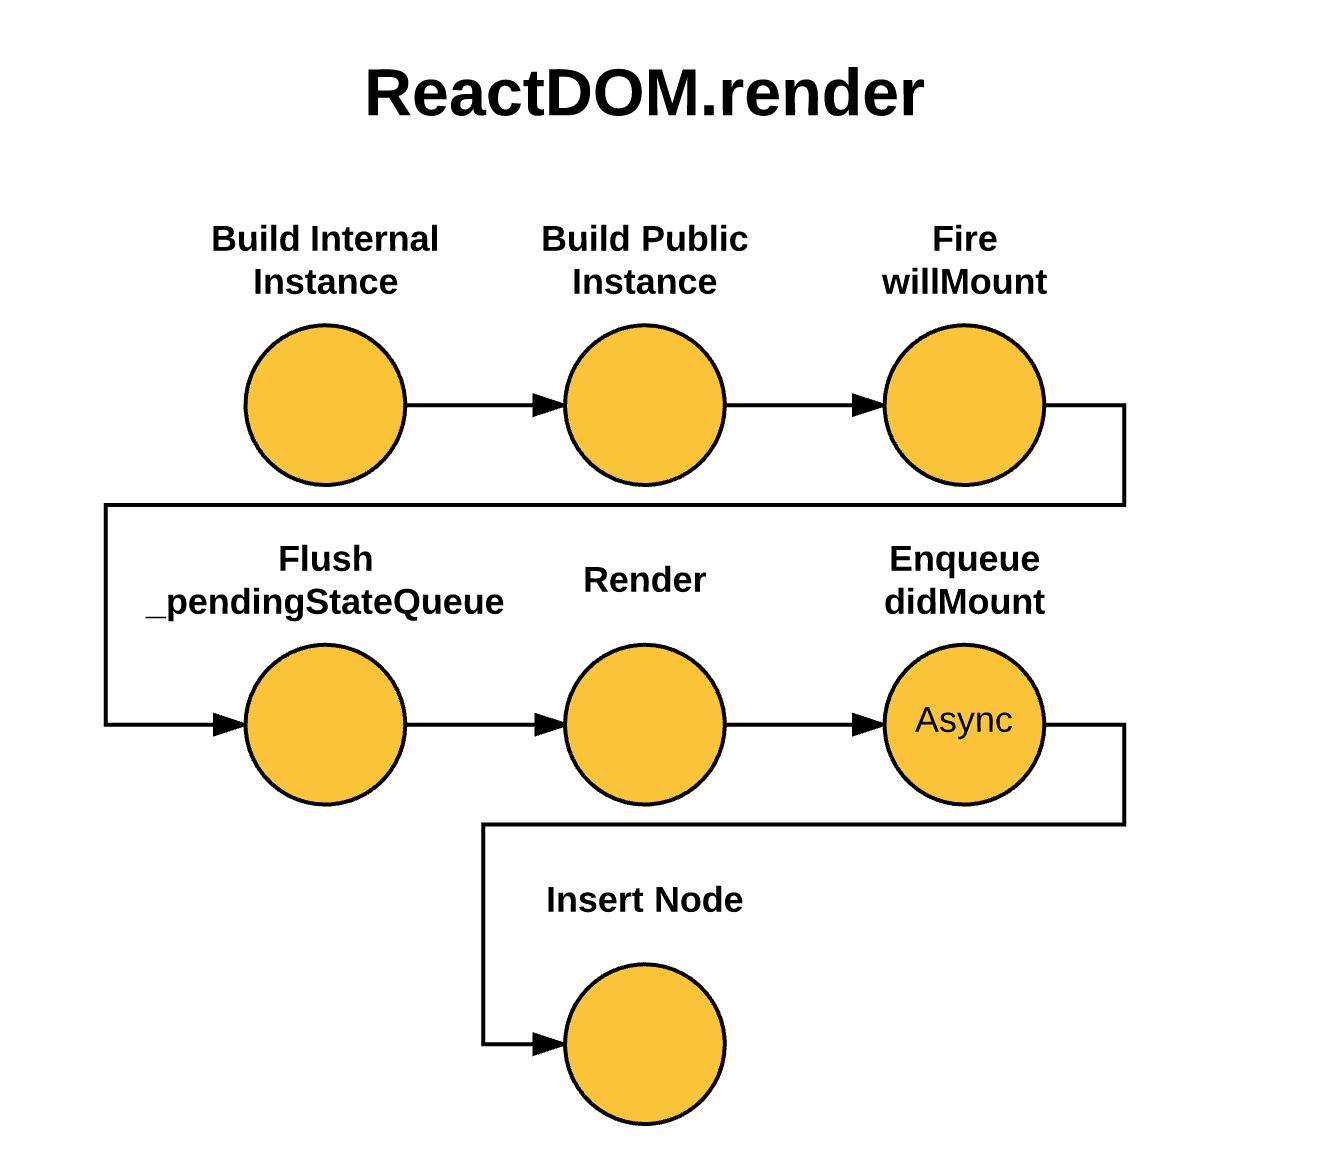 ReactDOM.render
Build Internal
Instance
Build Public
Instance
Fire
willMount
Flush
_pendingStateQueue
Render
Enqueue
didMount
Async
Insert Node